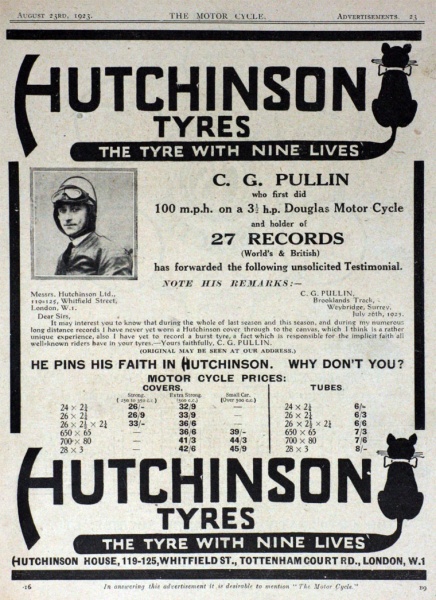 AUGUST 23RD, 1923. THE MOTOR CYCLE. ADVERTISEMENTS. 23
HUTCHINSON
TYRES
THE TYRE WITH NINE LIVES
C. G. PULLIN
who first did
100 m.p.h. on a 3½ h.p. Douglas Motor Cycle
and holder of
27 RECORDS
(World's & British)
has forwarded the following unsolicited Testimonial.
NOTE HIS REMARKS:—
Messrs. Hutchinson Ltd.,
119-125, Whitfield Street,
London, W.1.
C. G. PULLIN,
Brooklands Track,
Weybridge, Surrey.
July 26th, 1923.
Dear Sirs,
It may interest you to know that during the whole of last season and this season, and during my numerous
long distance records I have never yet worn a Hutchinson cover through to the canvas, which I think is a rather
unique experience, also I have yet to record a burst tyre, a fact which is responsible for the implicit faith all
well-known riders have in your tyres.—Yours faithfully, C. G. PULLIN.
(ORIGINAL MAY BE SEEN AT OUR ADDRESS.)
HE PINS HIS FAITH IN HUTCHINSON. WHY DON'T YOU?
MOTOR CYCLE PRICES:
COVERS. TUBES.
Strong. Extra Strong. Small Car.
(250 to 350 c.c.) (500 c.c.) (Over 500 c.c.)
24 × 2¼ 26/- 32/9 — 24 × 2¼ 6/-
26 × 2¼ 26/9 33/9 — 26 × 2¼ 6/3
26 × 2½ × 2¼ 33/- 36/6 — 26 × 2½ × 2¼ 6/6
650 × 65 — 36/6 39/- 650 × 65 7/3
700 × 80 — 41/3 44/3 700 × 80 7/6
28 × 3 — 42/6 45/9 28 × 3 8/-
HUTCHINSON
TYRES
THE TYRE WITH NINE LIVES
HUTCHINSON HOUSE, 119-125, WHITFIELD ST., TOTTENHAM COURT RD., LONDON, W.1
In answering this advertisement it is desirable to mention "The Motor Cycle."